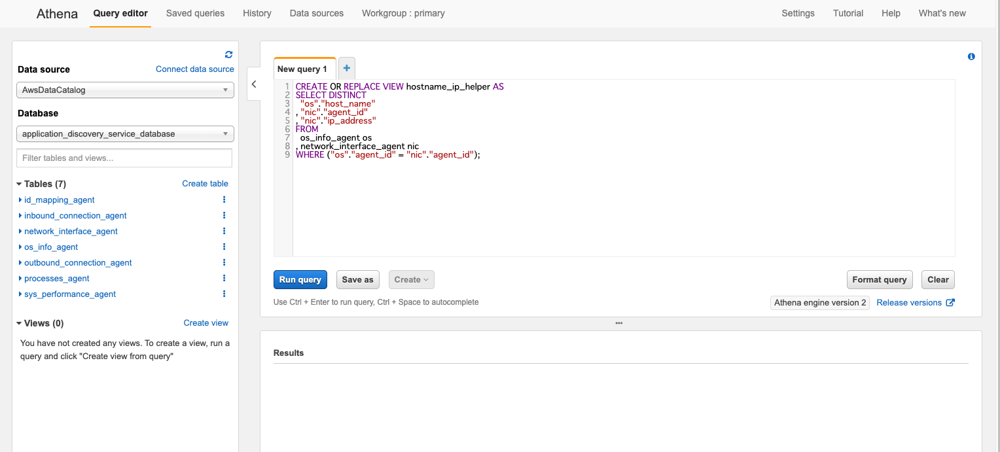 Athena Query editor Saved queries History Data sources Workgroup : primary Settings Tutorial Help What's new
Data source Connect data source
AwsDataCatalog
Database
application_discovery_service_database
Filter tables and views...
Tables (7) Create table
id_mapping_agent
inbound_connection_agent
network_interface_agent
os_info_agent
outbound_connection_agent
processes_agent
sys_performance_agent
Views (0) Create view
You have not created any views. To create a view, run a
query and click "Create view from query"
New query 1
1 CREATE OR REPLACE VIEW hostname_ip_helper AS
2 SELECT DISTINCT
3 "os"."host_name"
4 , "nic"."agent_id"
5 , "nic"."ip_address"
6 FROM
7 os_info_agent os
8 , network_interface_agent nic
9 WHERE ("os"."agent_id" = "nic"."agent_id");
Run query Save as Create Format query Clear
Use Ctrl + Enter to run query, Ctrl + Space to autocomplete Athena engine version 2 Release versions
Results